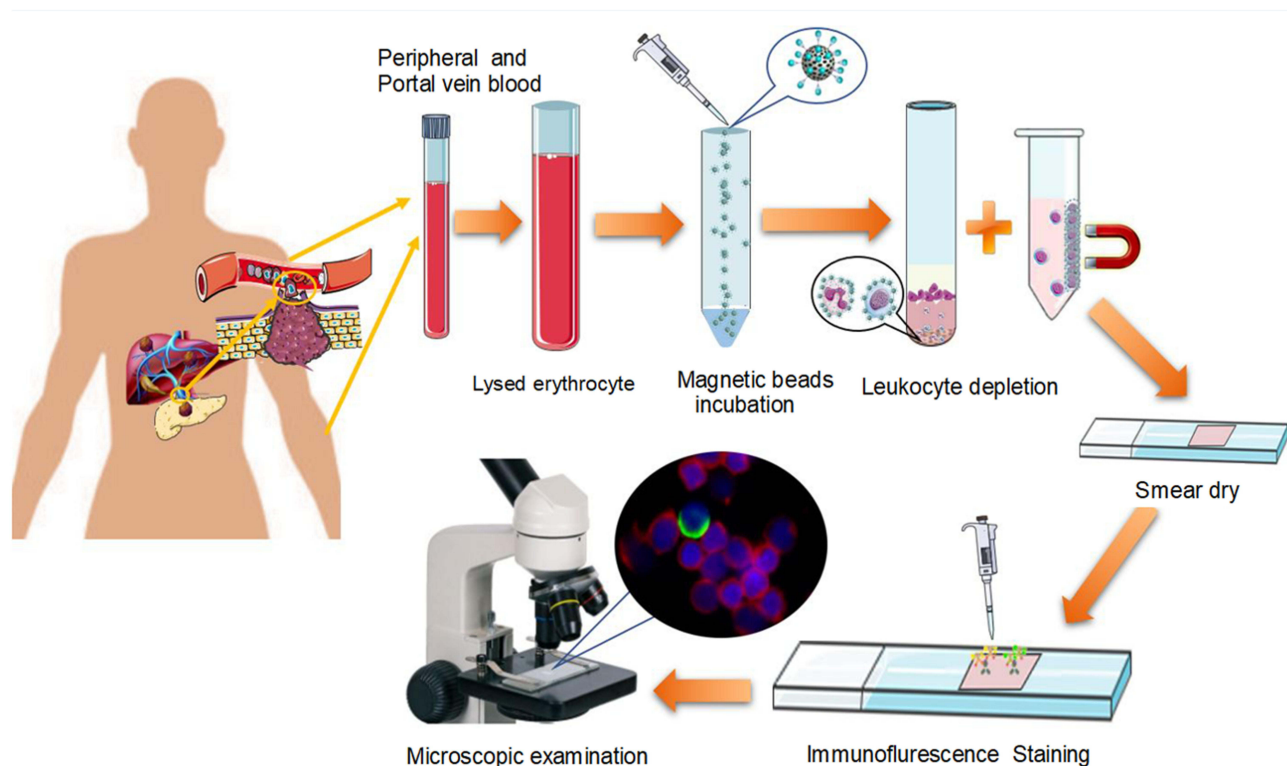 Peripheral and
Portal vein blood
Lysed erythrocyte
Magnetic beads
incubation
Leukocyte depletion
Smear dry
Immunoflurescence Staining
Microscopic examination